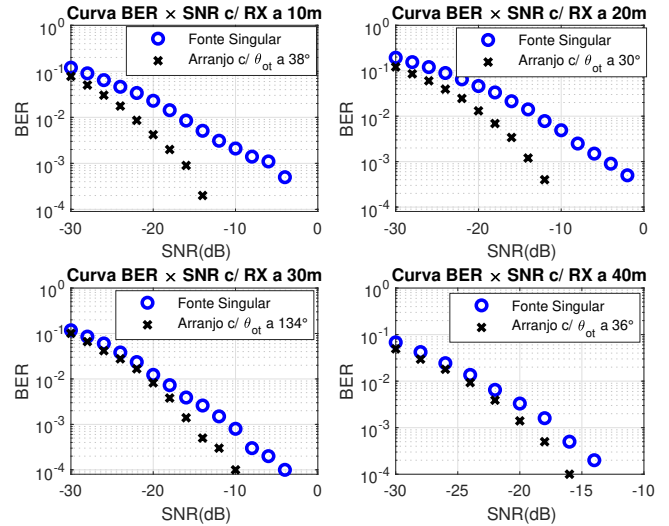 Curva BER × SNR c/ RX a 10m
Fonte Singular
Arranjo c/ θot a 38°
10^0
10^-1
10^-2
10^-3
10^-4
BER
-30 -20 -10 0
SNR(dB)
Curva BER × SNR c/ RX a 20m
Fonte Singular
Arranjo c/ θot a 30°
10^0
10^-1
10^-2
10^-3
10^-4
BER
-30 -20 -10 0
SNR(dB)
Curva BER × SNR c/ RX a 30m
Fonte Singular
Arranjo c/ θot a 134°
10^0
10^-1
10^-2
10^-3
10^-4
BER
-30 -20 -10 0
SNR(dB)
Curva BER × SNR c/ RX a 40m
Fonte Singular
Arranjo c/ θot a 36°
10^0
10^-1
10^-2
10^-3
10^-4
BER
-30 -25 -20 -15 -10
SNR(dB)